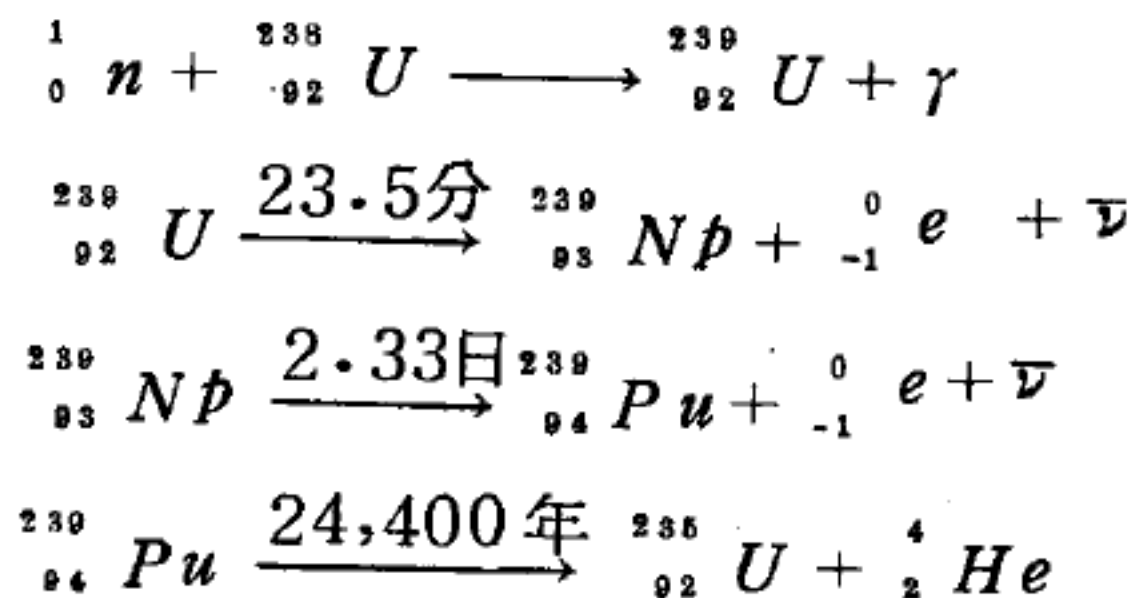 ¹₀n + ²³⁸₉₂U ⟶ ²³⁹₉₂U + γ
²³⁹₉₂U —23.5分→ ²³⁹₉₃Np + ⁰₋₁e + ν̅
²³⁹₉₃Np —2.33日→ ²³⁹₉₄Pu + ⁰₋₁e + ν̅
²³⁹₉₄Pu —24,400年→ ²³⁵₉₂U + ⁴₂He